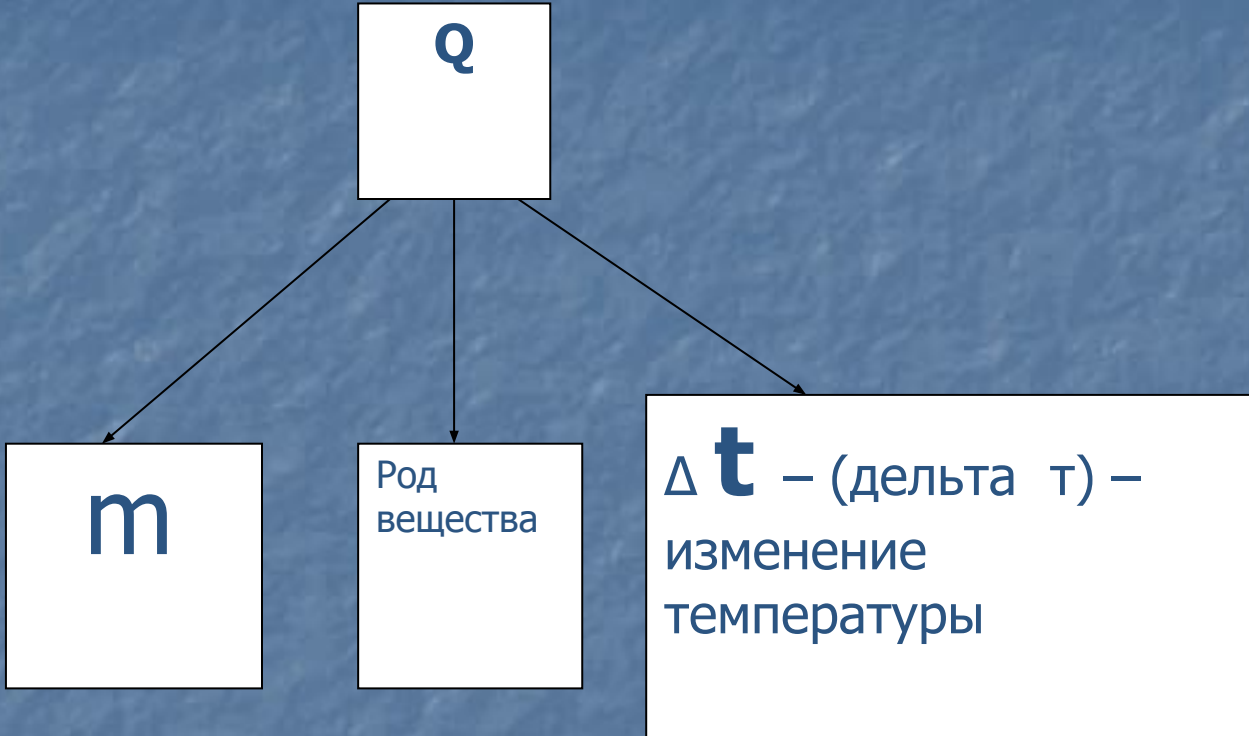 Q
m
Род
вещества
Δ t – (дельта т) –
изменение
температуры